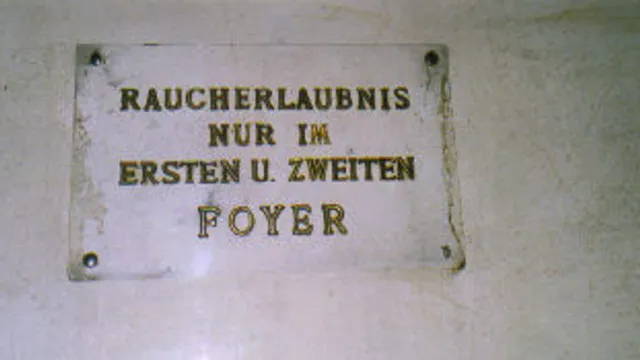 RAUCHERLAUBNIS
NUR IM
ERSTEN U. ZWEITEN
FOYER